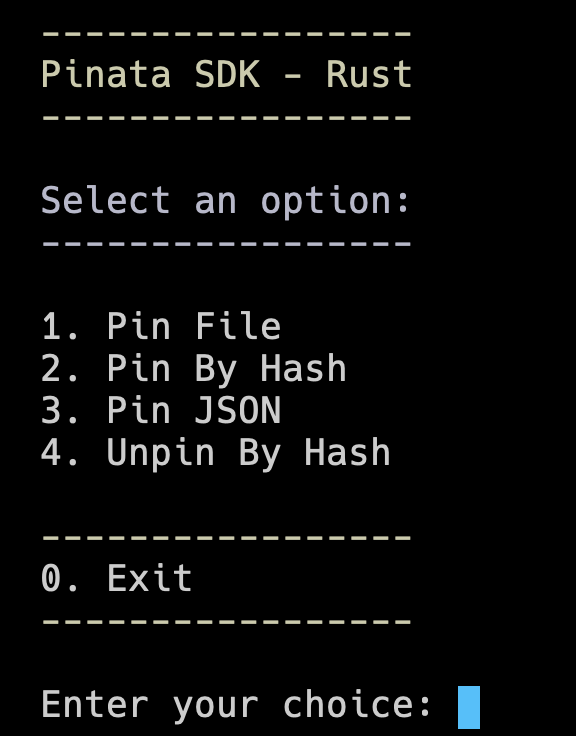 -----------------
Pinata SDK - Rust
-----------------
Select an option:
-----------------
1. Pin File
2. Pin By Hash
3. Pin JSON
4. Unpin By Hash
-----------------
0. Exit
-----------------
Enter your choice: